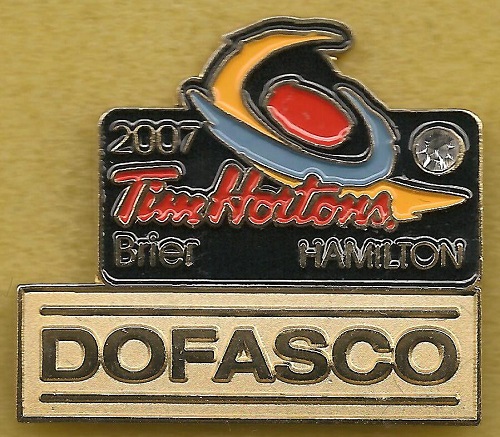 2007
Tim Hortons.
Brier HAMILTON
DOFASCO